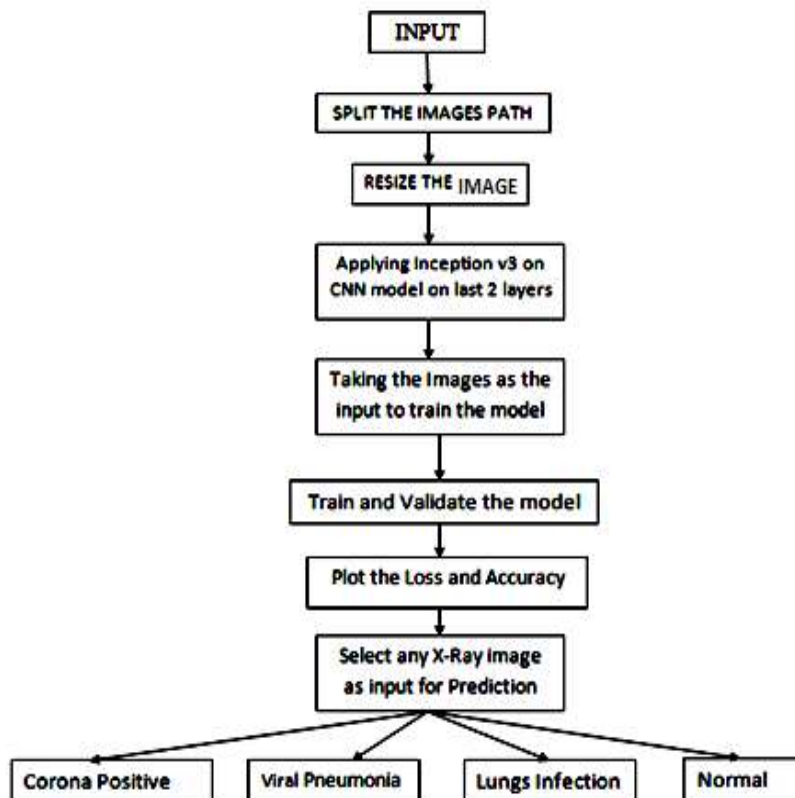 INPUT
SPLIT THE IMAGES PATH
RESIZE THE IMAGE
Applying Inception v3 on
CNN model on last 2 layers
Taking the Images as the
input to train the model
Train and Validate the model
Plot the Loss and Accuracy
Select any X-Ray image
as input for Prediction
Corona Positive
Viral Pneumonia
Lungs Infection
Normal